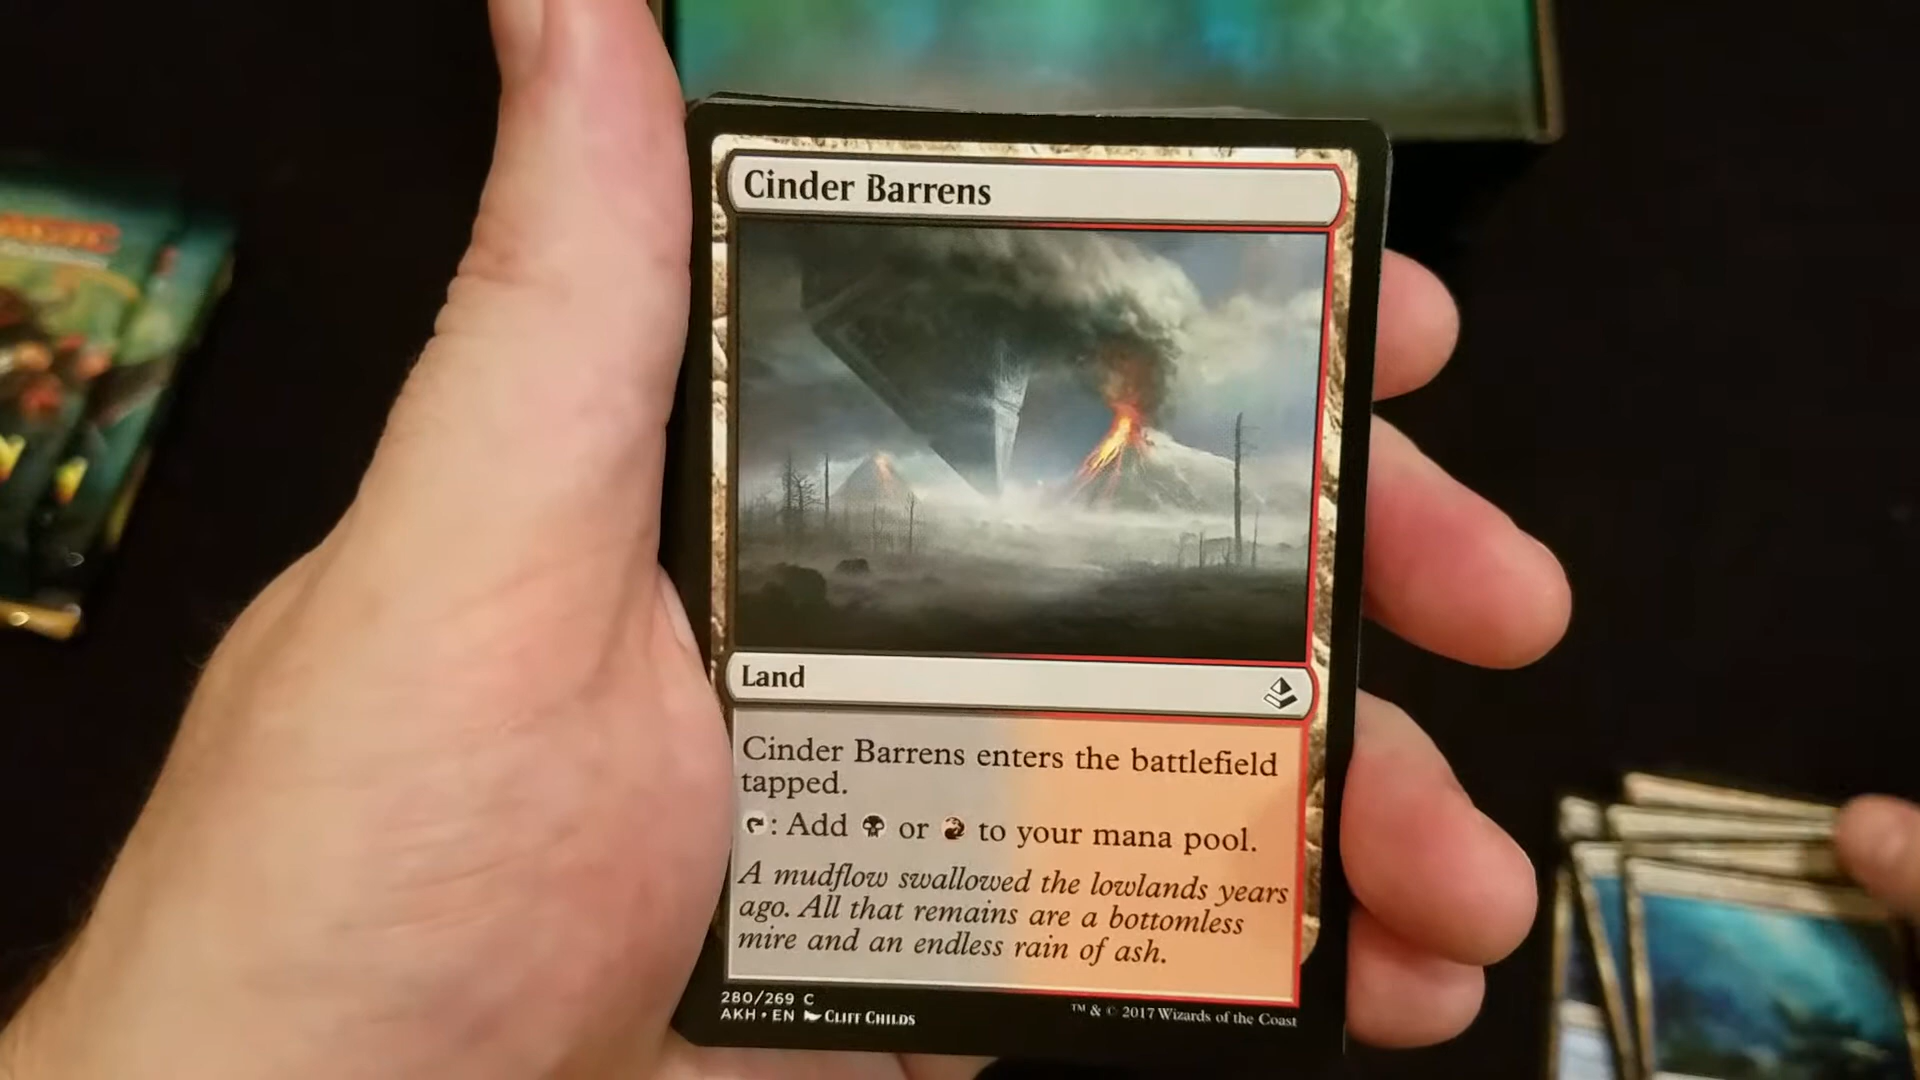 Cinder Barrens
Land
Cinder Barrens enters the battlefield
tapped.
: Add or to your mana pool.
A mudflow swallowed the lowlands years
ago. All that remains are a bottomless
mire and an endless rain of ash.
280/269 C
AKH • EN Cliff Childs
™ & © 2017 Wizards of the Coast